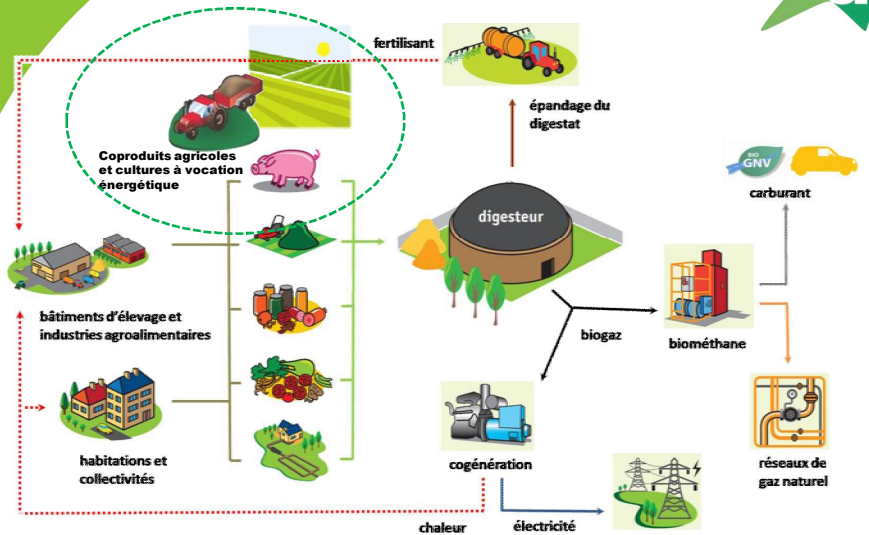 fertilisant
épandage du
digestat
Coproduits agricoles
et cultures à vocation
énergétique
BIO
GNV
carburant
digesteur
bâtiments d'élevage et
industries agroalimentaires
biogaz
biométhane
habitations et
collectivités
cogénération
réseaux de
gaz naturel
chaleur
électricité